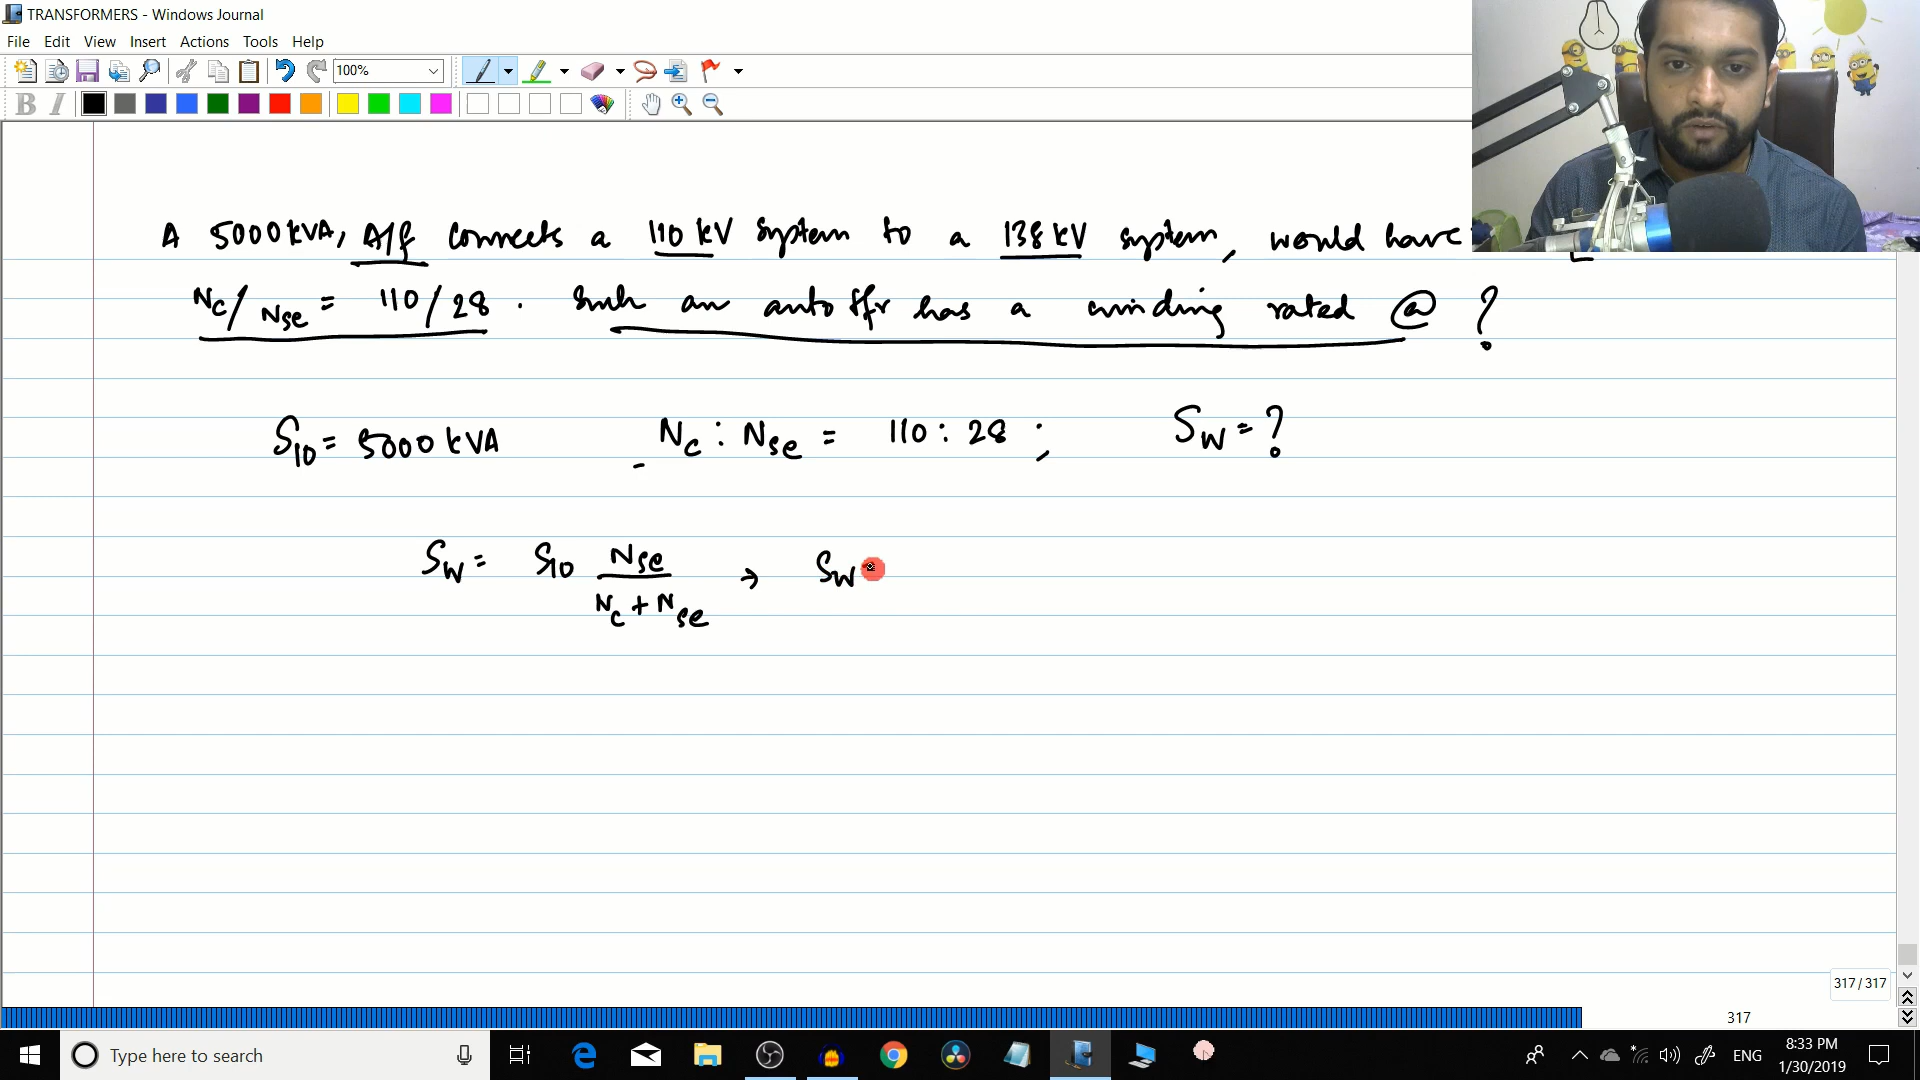 TRANSFORMERS - Windows Journal
File Edit View Insert Actions Tools Help
100%
B I
A 5000 kVA, A/f connects a 110 kV system to a 138 kV system, would have
Nc/Nse = 110/28 . Such an auto tfr has a winding rated @ ?
S10 = 5000 kVA Nc : Nse = 110 : 28 ; Sw = ?
Sw = S10 Nse/(Nc + Nse) → Sw =
317 / 317
317
Type here to search
ENG
8:33 PM
1/30/2019